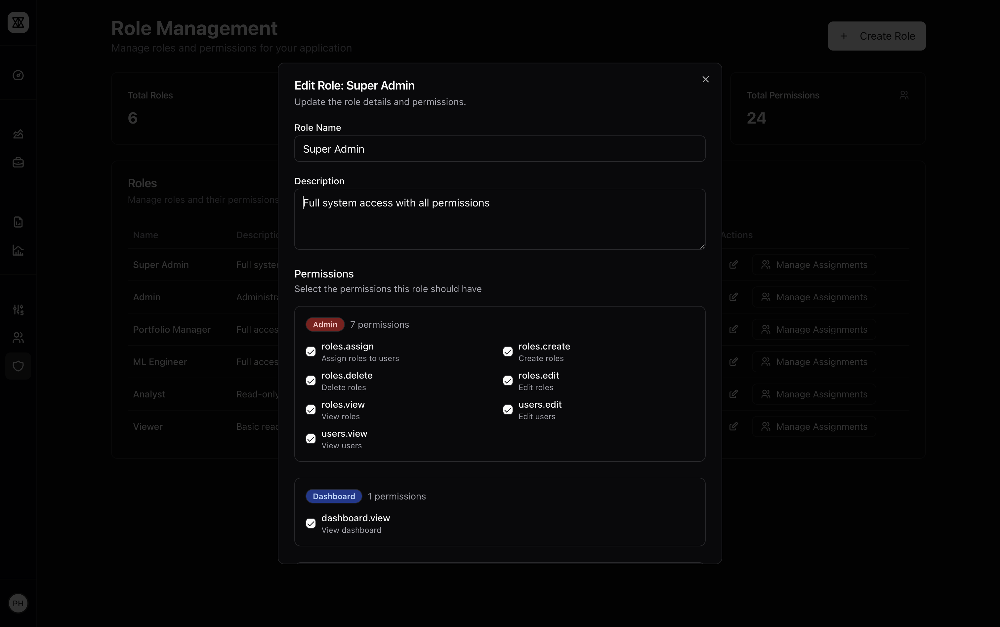 Role Management
Manage roles and permissions for your application
Create Role
Total Roles
6
Total Permissions
24
Roles
Manage roles and their permissions
Name
Actions
Super Admin
Full
Manage Assignments
Admin
Manage Assignments
Portfolio Manager
Full
Manage Assignments
ML Engineer
Full
Manage Assignments
Analyst
Read-only
Manage Assignments
Viewer
Basic
Manage Assignments
PH
Edit Role: Super Admin
Update the role details and permissions.
Role Name
Super Admin
Description
Full system access with all permissions
Permissions
Select the permissions this role should have
Admin 7 permissions
roles.assign
Assign roles to users
roles.create
Create roles
roles.delete
Delete roles
roles.edit
Edit roles
roles.view
View roles
users.edit
Edit users
users.view
View users
Dashboard 1 permissions
dashboard.view
View dashboard